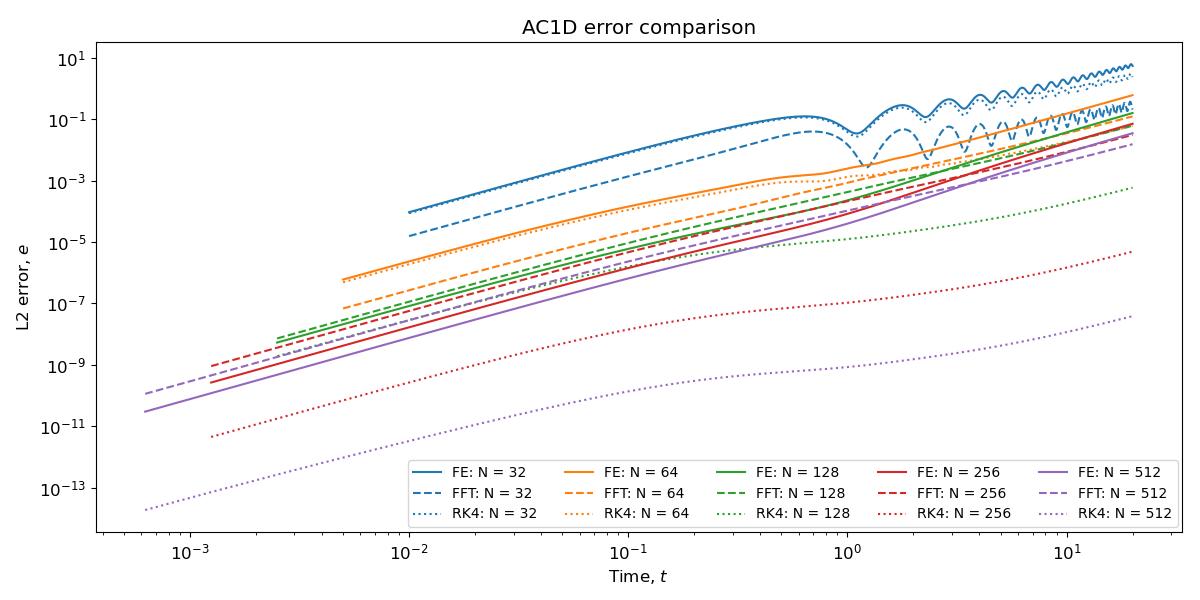 AC1D error comparison
L2 error, e
10¹
10⁻¹
10⁻³
10⁻⁵
10⁻⁷
10⁻⁹
10⁻¹¹
10⁻¹³
FE: N = 32 FE: N = 64 FE: N = 128 FE: N = 256 FE: N = 512
FFT: N = 32 FFT: N = 64 FFT: N = 128 FFT: N = 256 FFT: N = 512
RK4: N = 32 RK4: N = 64 RK4: N = 128 RK4: N = 256 RK4: N = 512
10⁻³ 10⁻² 10⁻¹ 10⁰ 10¹
Time, t